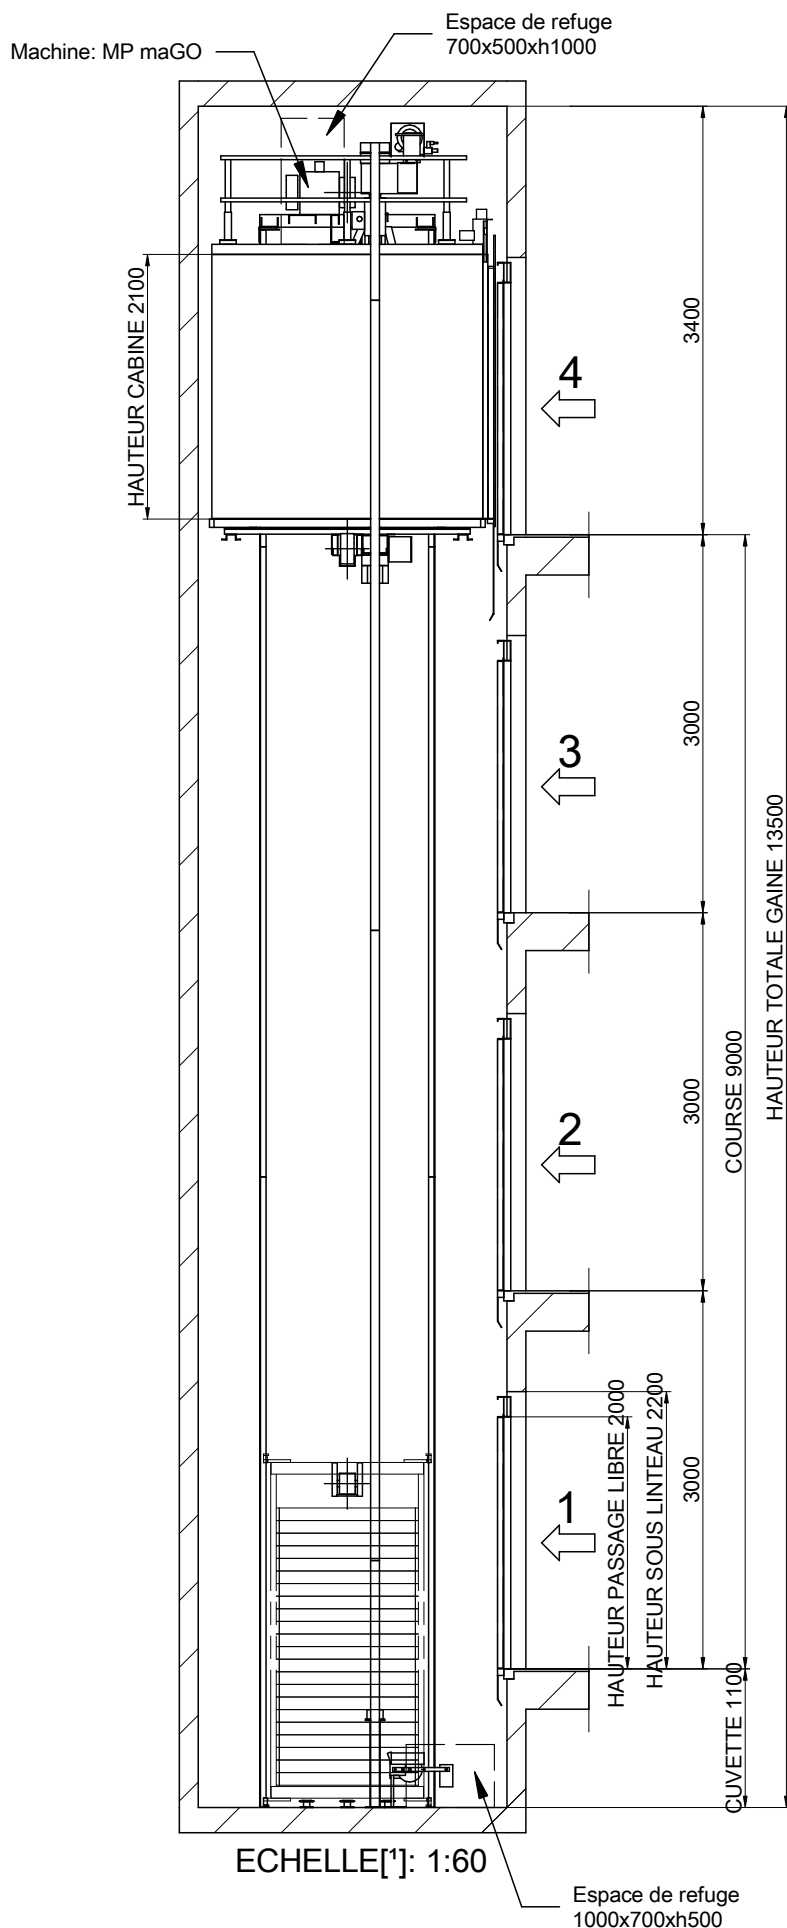 Espace de refuge
700x500xh1000
Machine: MP maGO
HAUTEUR CABINE 2100
3400
4
3000
3
HAUTEUR TOTALE GAINE 13500
COURSE 9000
3000
2
HAUTEUR PASSAGE LIBRE 2000
HAUTEUR SOUS LINTEAU 2200
3000
1
CUVETTE 1100
ECHELLE[¹]: 1:60
Espace de refuge
1000x700xh500